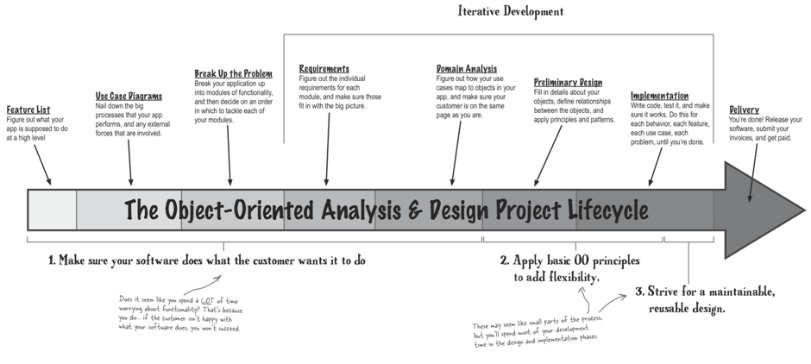 Iterative Development
Feature List
Figure out what your
app is supposed to do
at a high level
Use Case Diagrams
Nail down the big
processes that your app
performs, and any external
forces that are involved.
Break Up the Problem
Break your application up
into modules of functionality,
and then decide on an order
in which to tackle each of
your modules.
Requirements
Figure out the individual
requirements for each
module, and make sure those
fit in with the big picture.
Domain Analysis
Figure out how your use
cases map to objects in your
app, and make sure your
customer is on the same
page as you are.
Preliminary Design
Fill in details about your
objects, define relationships
between the objects, and
apply principles and patterns.
Implementation
Write code, test it, and make
sure it works. Do this for
each behavior, each feature,
each use case, each
problem, until you're done.
Delivery
You're done! Release your
software, submit your
invoices, and get paid.
The Object-Oriented Analysis & Design Project Lifecycle
1. Make sure your software does what the customer wants it to do
Does it seem like you spend a LOT of time
worrying about functionality? That's because
you do... if the customer isn't happy with
what your software does, you won't succeed.
2. Apply basic OO principles
to add flexibility.
3. Strive for a maintainable,
reusable design.
These may seem like small parts of the process,
but you'll spend most of your development
time in the design and implementation phases.